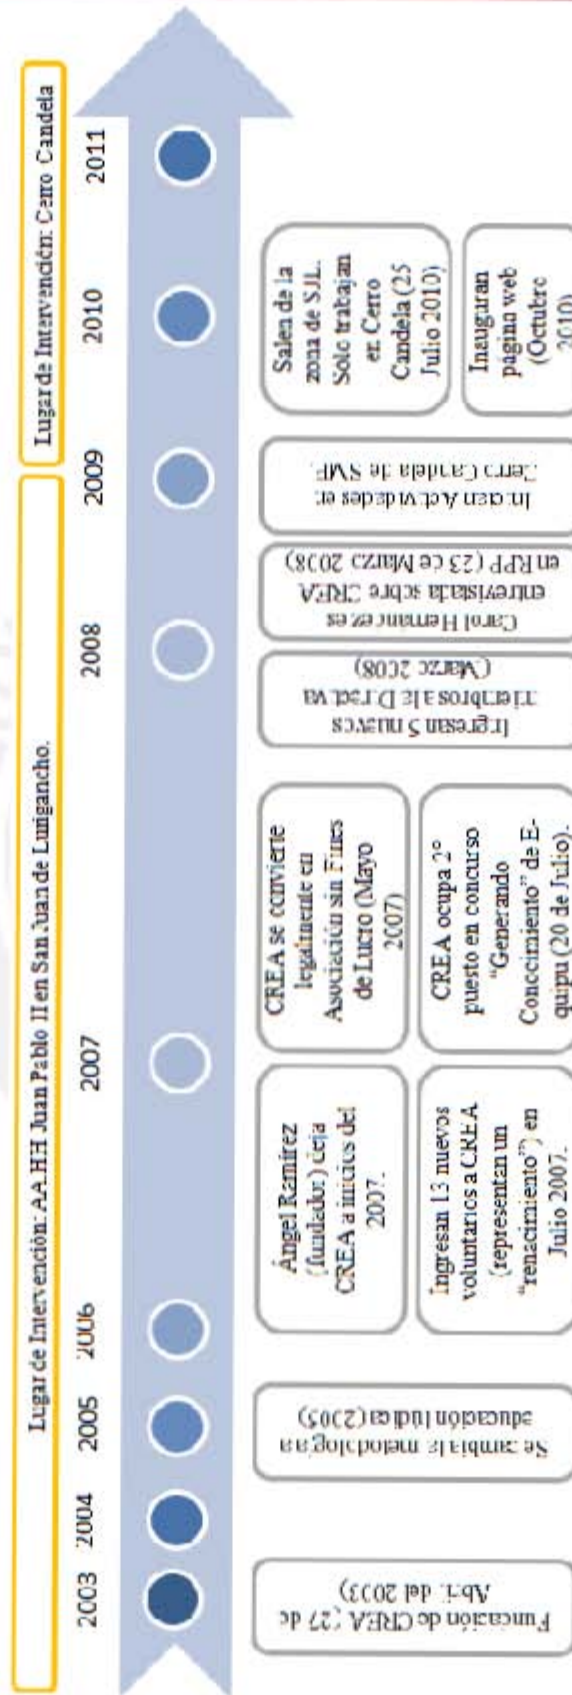 Lugar de Intervención: AA.HH Juan Pablo II en San Juan de Lurigancho.
Lugar de Intervención: Cerro Candela
2003
2004
2005
2006
2007
2008
2009
2010
2011
Fundación de CREA (27 de
Abril del 2003)
Se cambia la metodología a
educación lúdica (2005)
Ángel Ramírez
(fundador) deja
CREA a inicios del
2007.
Ingresan 13 nuevos
voluntarios a CREA
(representan un
"renacimiento") en
Julio 2007.
CREA se convierte
legalmente en
Asociación sin Fines
de Lucro (Mayo
2007)
CREA ocupa 2°
puesto en concurso
"Generando
Conocimiento" de E-
quipu (20 de Julio).
Ingresan 5 nuevos
miembros a la Directiva
(Marzo 2008)
Carol Hernández es
entrevistada sobre CREA
en RPP (23 de Marzo 2008)
Inician Actividades en
Cerro Candela de SMP.
Salen de la
zona de SJL.
Solo trabajan
en Cerro
Candela (25
Julio 2010)
Inauguran
página web
(Octubre
2010)